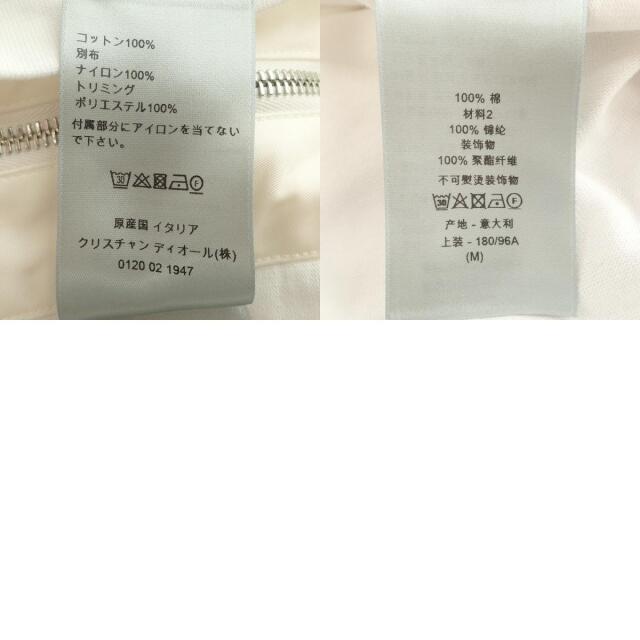 コットン100%
別布
ナイロン100%
トリミング
ポリエステル100%
付属部分にアイロンを当てない
で下さい。
30
F
原産国 イタリア
クリスチャン ディオール(株)
0120 02 1947
100% 棉
材料2
100% 锦纶
装饰物
100% 聚酯纤维
不可熨烫装饰物
30
F
产地 - 意大利
上装 - 180/96A
(M)